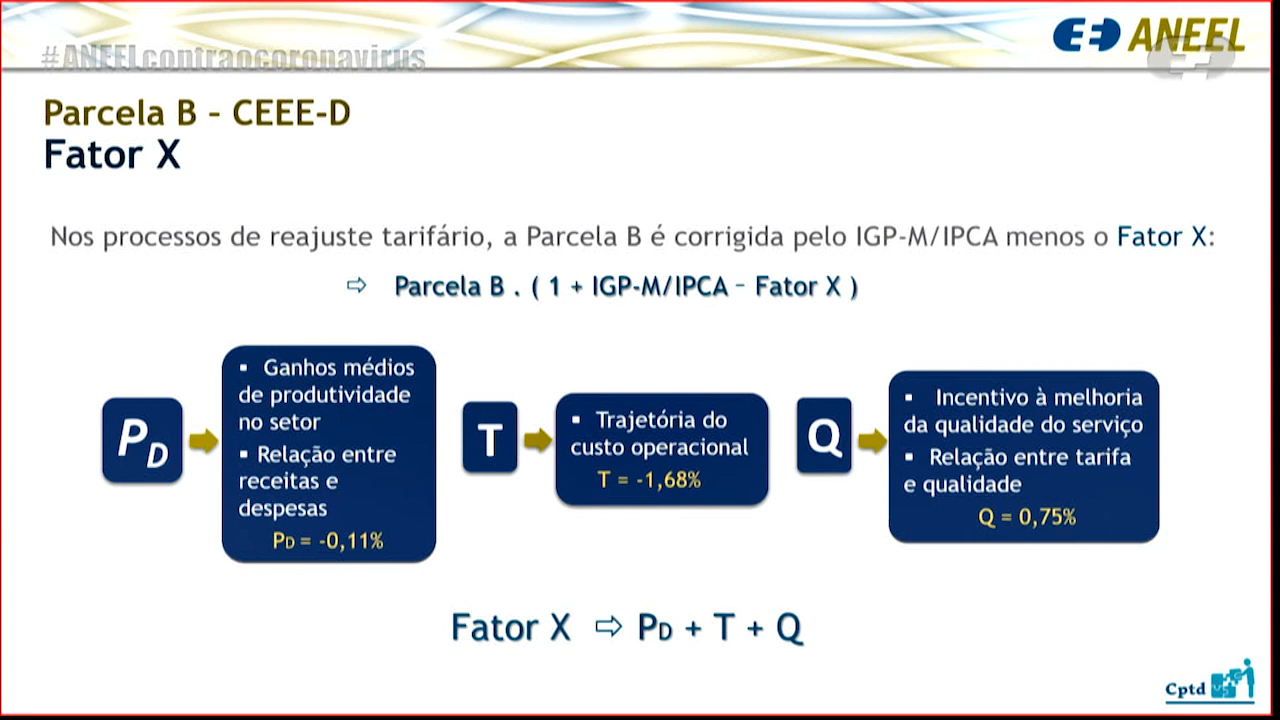 #ANEELcontraocoronavirus
ANEEL
Parcela B – CEEE-D
Fator X
Nos processos de reajuste tarifário, a Parcela B é corrigida pelo IGP-M/IPCA menos o Fator X:
⇨ Parcela B . ( 1 + IGP-M/IPCA – Fator X )
PD
▪ Ganhos médios
de produtividade
no setor
▪ Relação entre
receitas e
despesas
PD = -0,11%
T
▪ Trajetória do
custo operacional
T = -1,68%
Q
▪ Incentivo à melhoria
da qualidade do serviço
▪ Relação entre tarifa
e qualidade
Q = 0,75%
Fator X ⇨ PD + T + Q
Cptd